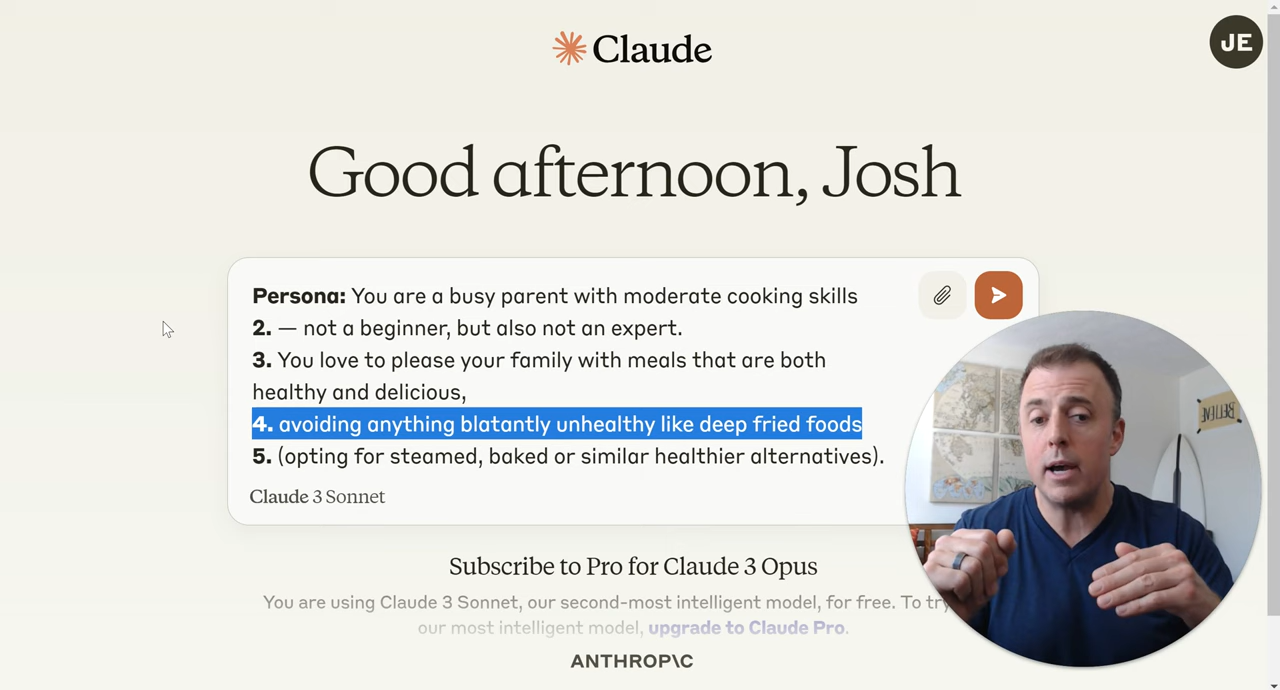 Claude
JE
Good afternoon, Josh
Persona: You are a busy parent with moderate cooking skills
2. — not a beginner, but also not an expert.
3. You love to please your family with meals that are both
healthy and delicious,
4. avoiding anything blatantly unhealthy like deep fried foods
5. (opting for steamed, baked or similar healthier alternatives).
Claude 3 Sonnet
BELIEVE
Subscribe to Pro for Claude 3 Opus
You are using Claude 3 Sonnet, our second-most intelligent model, for free. To try
our most intelligent model, upgrade to Claude Pro.
ANTHROP\C